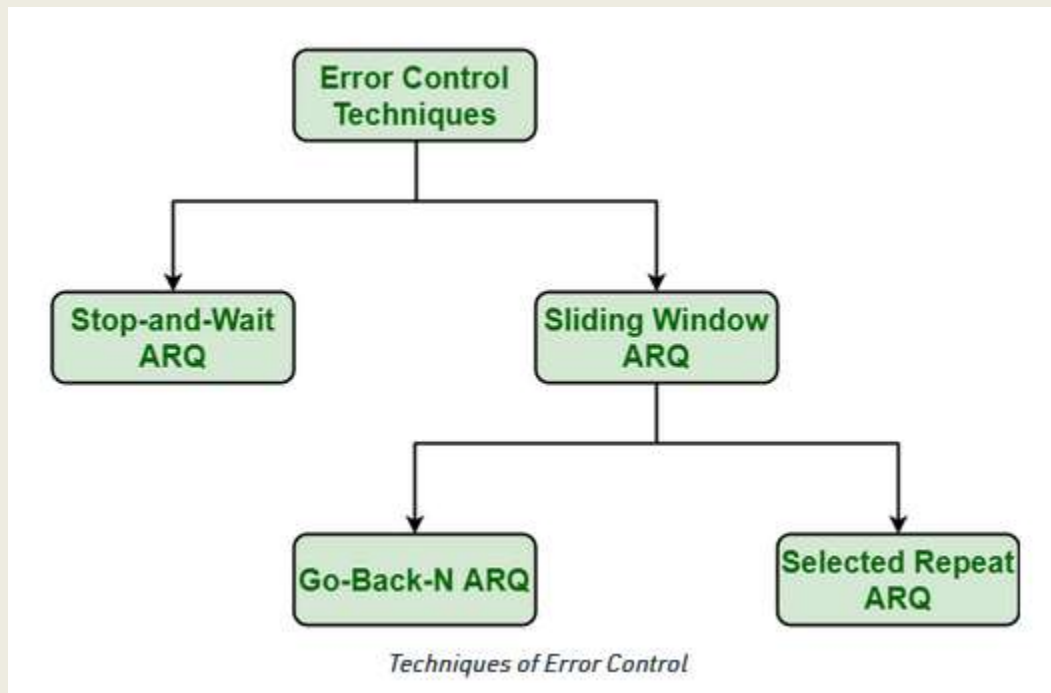 Error Control
Techniques
Stop-and-Wait
ARQ
Sliding Window
ARQ
Go-Back-N ARQ
Selected Repeat
ARQ
Techniques of Error Control